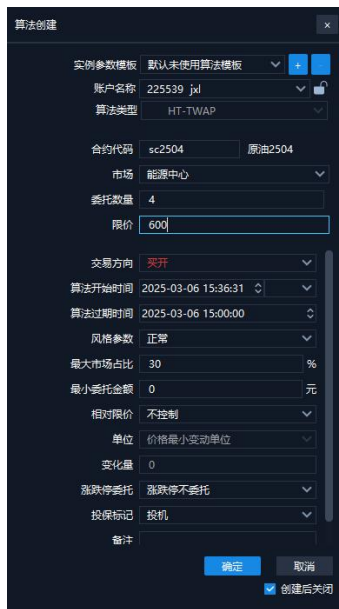 算法创建 ×
实例参数模板 默认未使用算法模板 + -
账户名称 225539 jxl
算法类型 HT-TWAP
合约代码 sc2504 原油2504
市场 能源中心
委托数量 4
限价 600
交易方向 买开
算法开始时间 2025-03-06 15:36:31
算法过期时间 2025-03-06 15:00:00
风格参数 正常
最大市场占比 30 %
最小委托金额 0 元
相对限价 不控制
单位 价格最小变动单位
变化量 0
涨跌停委托 涨跌停不委托
投保标记 投机
备注
确定 取消
创建后关闭